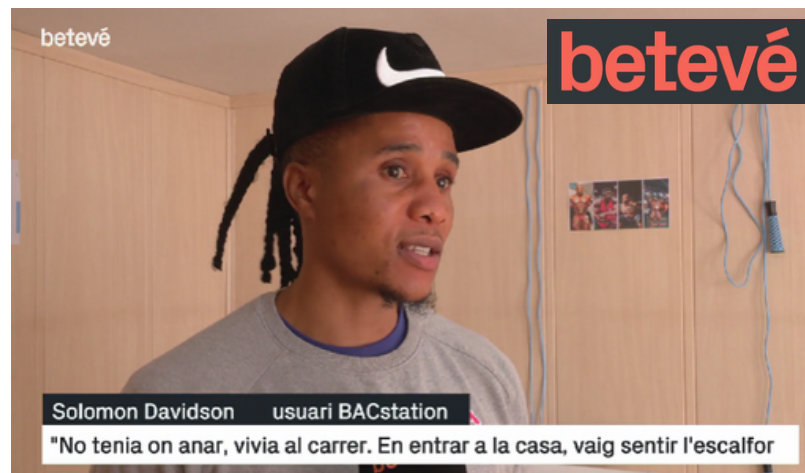 betevé
betevé
Solomon Davidson usuari BACstation
"No tenia on anar, vivia al carrer. En entrar a la casa, vaig sentir l'escalfor